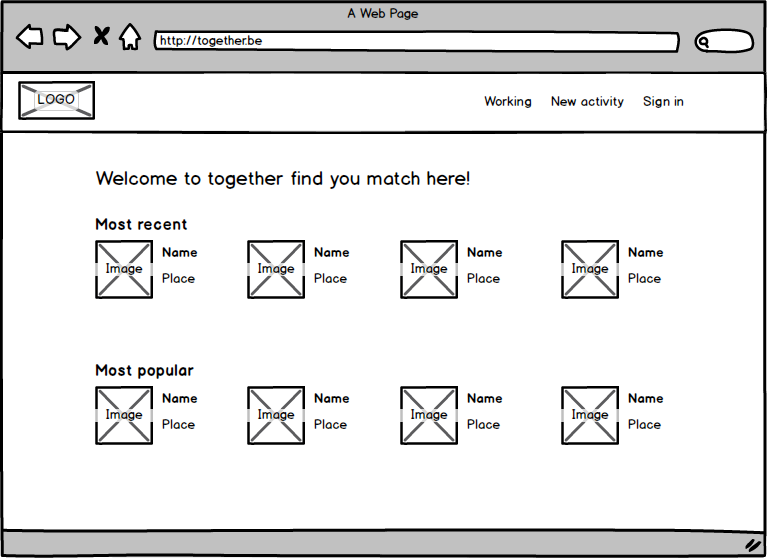 A Web Page
http://together.be
LOGO
Working New activity Sign in
Welcome to together find you match here!
Most recent
Name Name Name Name
Image Image Image Image
Place Place Place Place
Most popular
Name Name Name Name
Image Image Image Image
Place Place Place Place